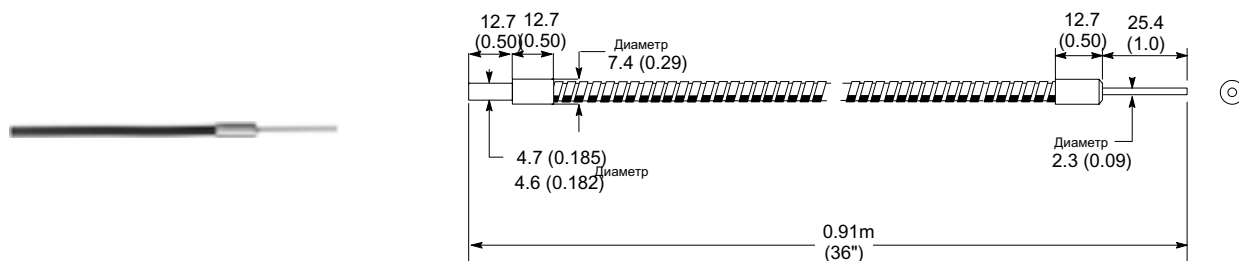 12.7 12.7
(0.50) (0.50)
Диаметр
7.4 (0.29)
12.7 25.4
(0.50) (1.0)
4.7 (0.185)
4.6 (0.182) Диаметр
Диаметр
2.3 (0.09)
0.91m
(36")